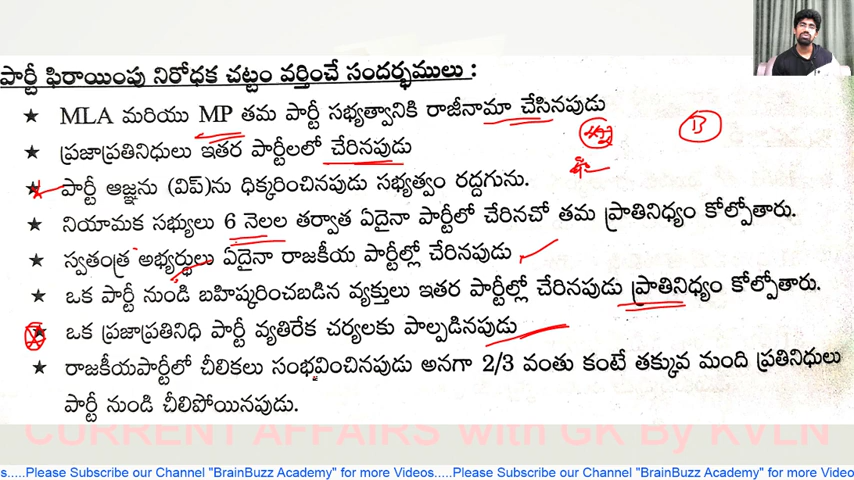 పార్టీ ఫిరాయింపు నిరోధక చట్టం వర్తించే సందర్భములు :
★ MLA మరియు MP తమ పార్టీ సభ్యత్వానికి రాజీనామా చేసినపుడు
B
★ ప్రజాప్రతినిధులు ఇతర పార్టీలలో చేరినపుడు
★ పార్టీ ఆజ్ఞను (విప్)ను ధిక్కరించినపుడు సభ్యత్వం రద్దగును.
★ నియామక సభ్యులు 6 నెలల తర్వాత ఏదైనా పార్టీలో చేరినచో తమ ప్రాతినిధ్యం కోల్పోతారు.
★ స్వతంత్ర అభ్యర్థులు ఏదైనా రాజకీయ పార్టీల్లో చేరినపుడు
★ ఒక పార్టీ నుండి బహిష్కరించబడిన వ్యక్తులు ఇతర పార్టీల్లో చేరినపుడు ప్రాతినిధ్యం కోల్పోతారు.
★ ఒక ప్రజాప్రతినిధి పార్టీ వ్యతిరేక చర్యలకు పాల్పడినపుడు
★ రాజకీయపార్టీలో చీలికలు సంభవించినపుడు అనగా 2/3 వంతు కంటే తక్కువ మంది ప్రతినిధులు
పార్టీ నుండి చీలిపోయినపుడు.
CURRENT AFFAIRS with GK By KVLN
s.....Please Subscribe our Channel "BrainBuzz Academy" for more Videos.....Please Subscribe our Channel "BrainBuzz Academy" for more Videos....